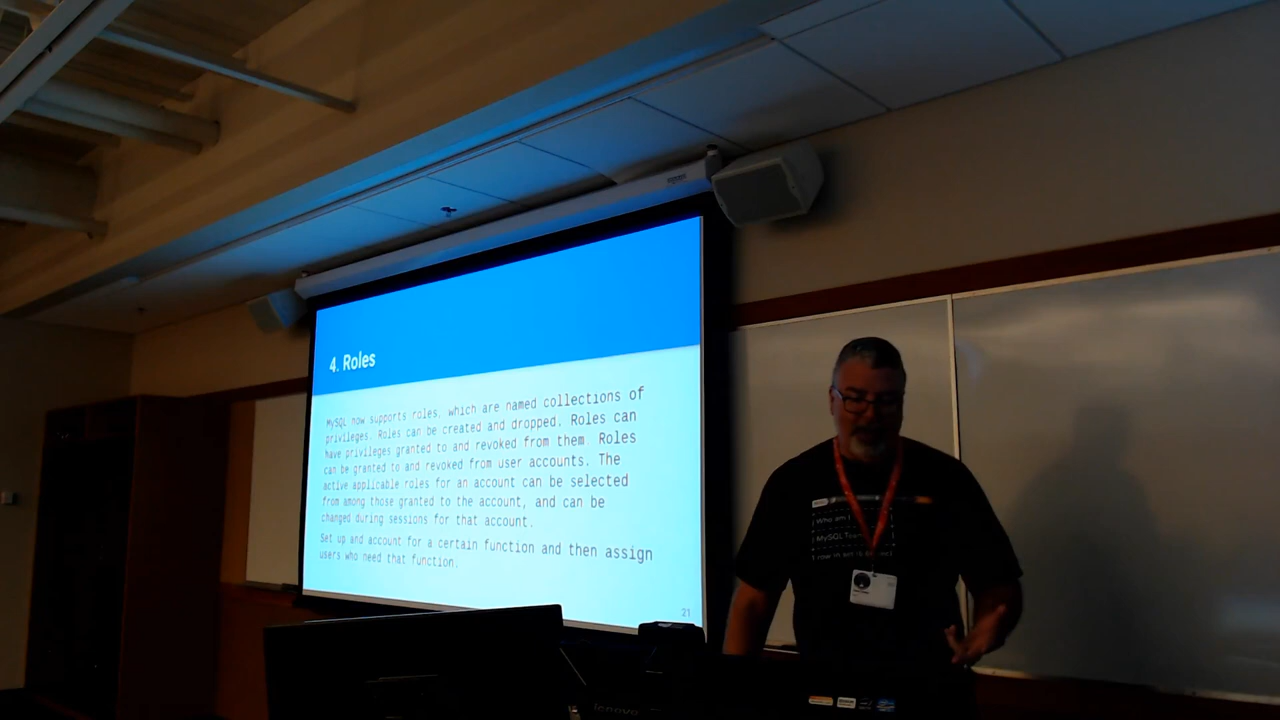 4. Roles
MySQL now supports roles, which are named collections of
privileges. Roles can be created and dropped. Roles can
have privileges granted to and revoked from them. Roles
can be granted to and revoked from user accounts. The
active applicable roles for an account can be selected
from among those granted to the account, and can be
changed during sessions for that account.
Set up and account for a certain function and then assign
users who need that function.
21
Who am I
MySQL
lenovo